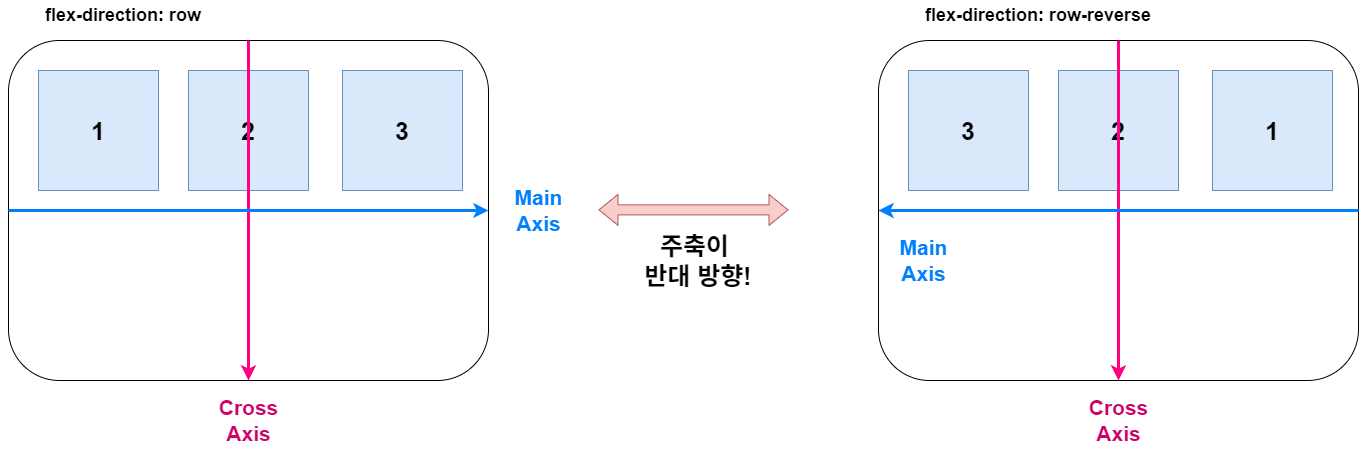 flex-direction: row
1
2
3
Main
Axis
Cross
Axis
주축이
반대 방향!
flex-direction: row-reverse
3
2
1
Main
Axis
Cross
Axis